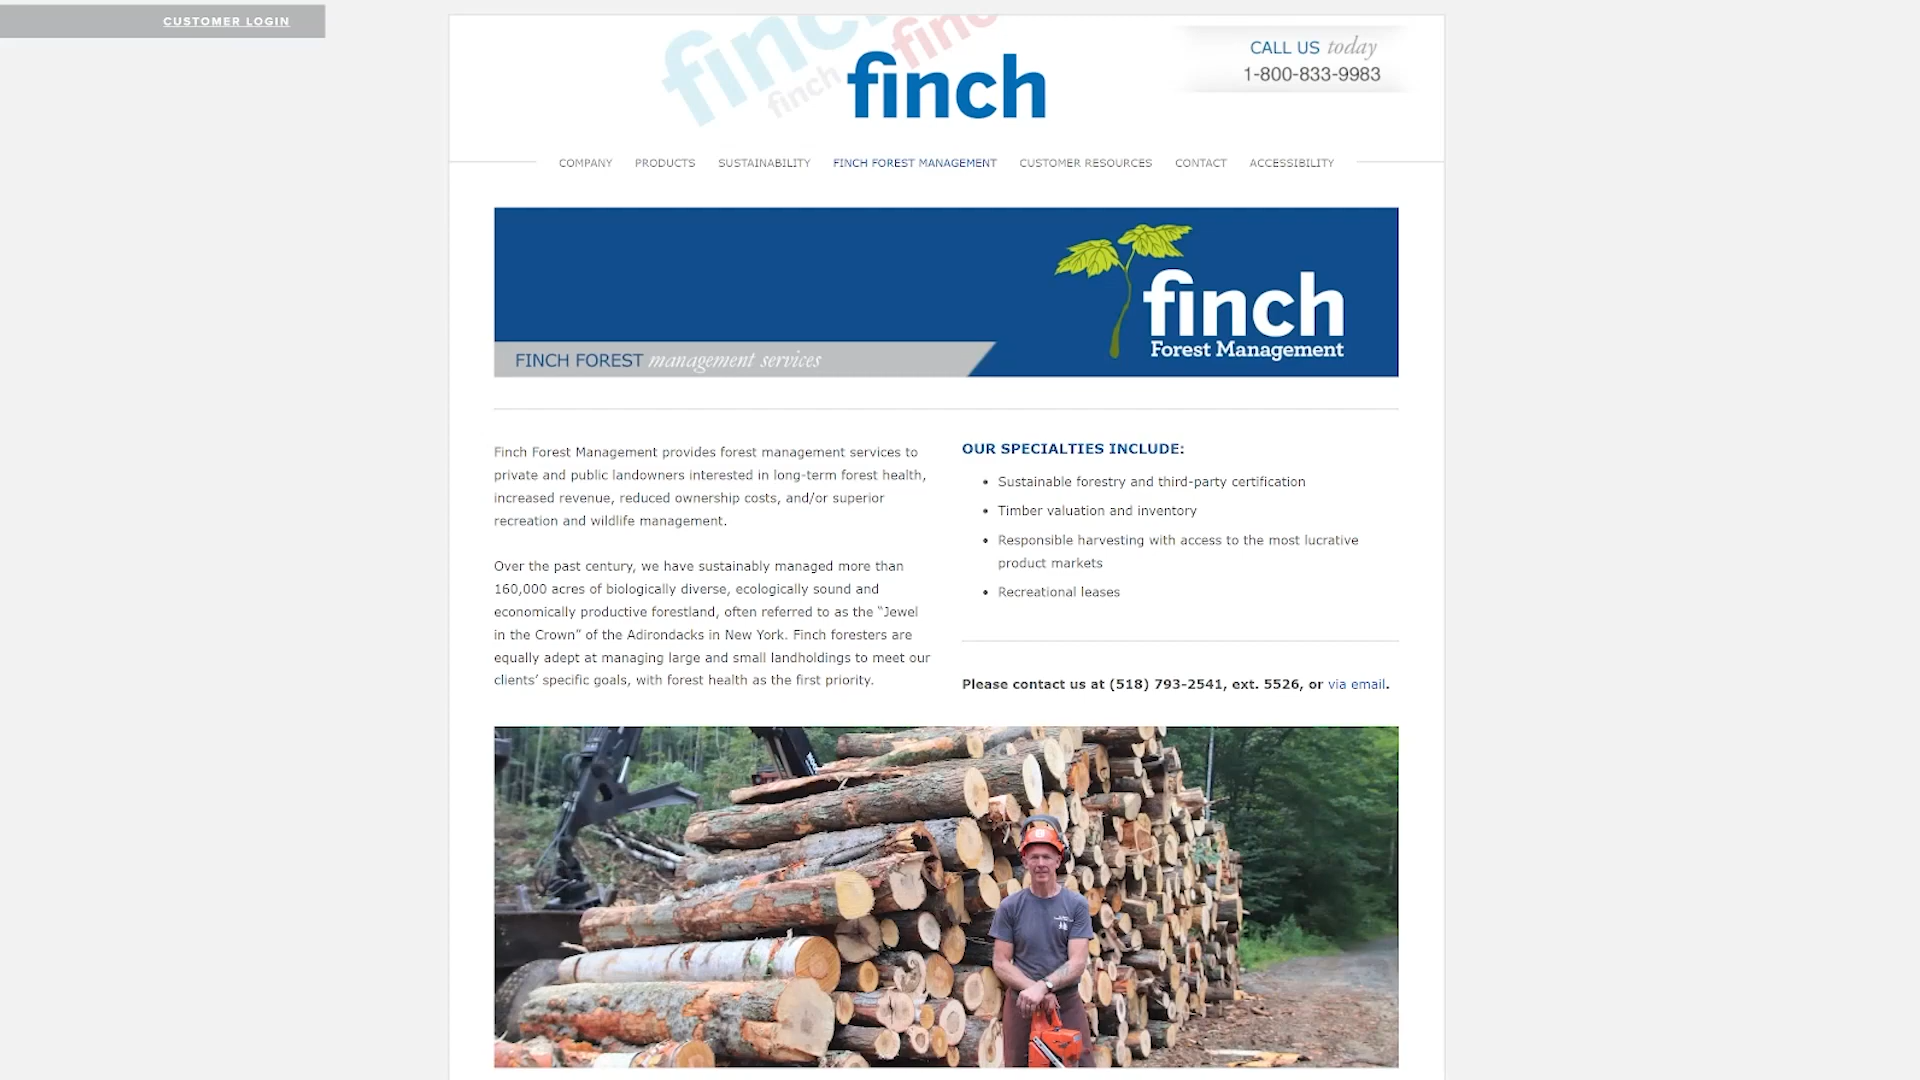 CUSTOMER LOGIN
finch
finch
finch
finch
CALL US today
1-800-833-9983
COMPANY PRODUCTS SUSTAINABILITY FINCH FOREST MANAGEMENT CUSTOMER RESOURCES CONTACT ACCESSIBILITY
finch
Forest Management
FINCH FOREST management services
Finch Forest Management provides forest management services to
private and public landowners interested in long-term forest health,
increased revenue, reduced ownership costs, and/or superior
recreation and wildlife management.
Over the past century, we have sustainably managed more than
160,000 acres of biologically diverse, ecologically sound and
economically productive forestland, often referred to as the “Jewel
in the Crown” of the Adirondacks in New York. Finch foresters are
equally adept at managing large and small landholdings to meet our
clients’ specific goals, with forest health as the first priority.
OUR SPECIALTIES INCLUDE:
• Sustainable forestry and third-party certification
• Timber valuation and inventory
• Responsible harvesting with access to the most lucrative
product markets
• Recreational leases
Please contact us at (518) 793-2541, ext. 5526, or via email.